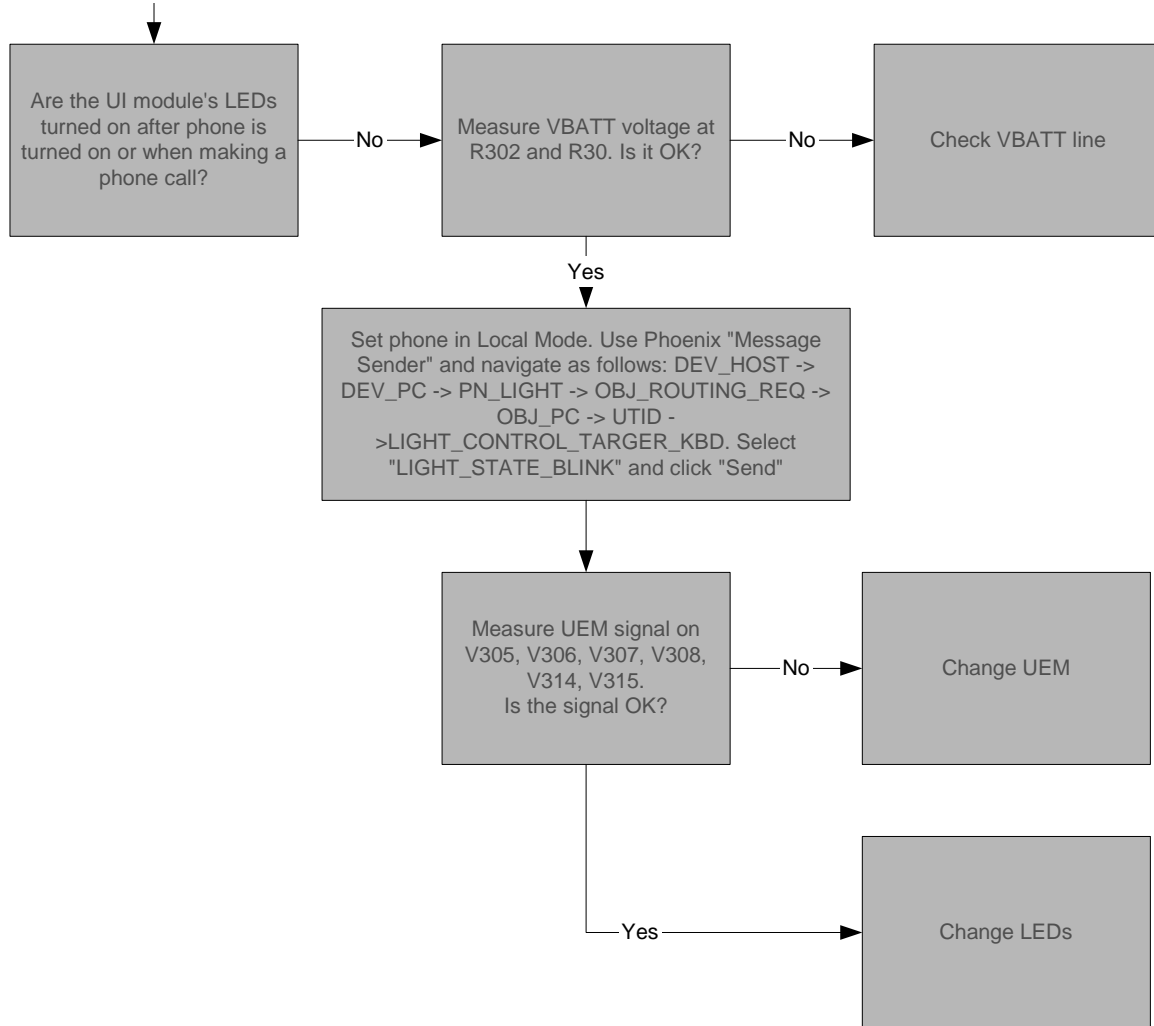 Are the UI module's LEDs
turned on after phone is
turned on or when making a
phone call?
No
Measure VBATT voltage at
R302 and R30. Is it OK?
No
Check VBATT line
Yes
Set phone in Local Mode. Use Phoenix "Message
Sender" and navigate as follows: DEV_HOST ->
DEV_PC -> PN_LIGHT -> OBJ_ROUTING_REQ ->
OBJ_PC -> UTID -
>LIGHT_CONTROL_TARGER_KBD. Select
"LIGHT_STATE_BLINK" and click "Send"
Measure UEM signal on
V305, V306, V307, V308,
V314, V315.
Is the signal OK?
No
Change UEM
Yes
Change LEDs